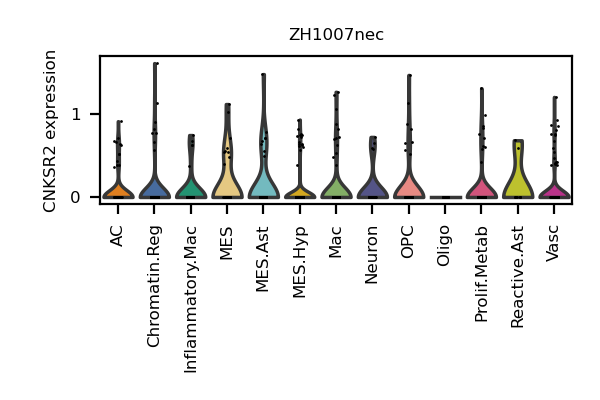 ZH1007nec
CNKSR2 expression
1
0
AC
Chromatin.Reg
Inflammatory.Mac
MES
MES.Ast
MES.Hyp
Mac
Neuron
OPC
Oligo
Prolif.Metab
Reactive.Ast
Vasc